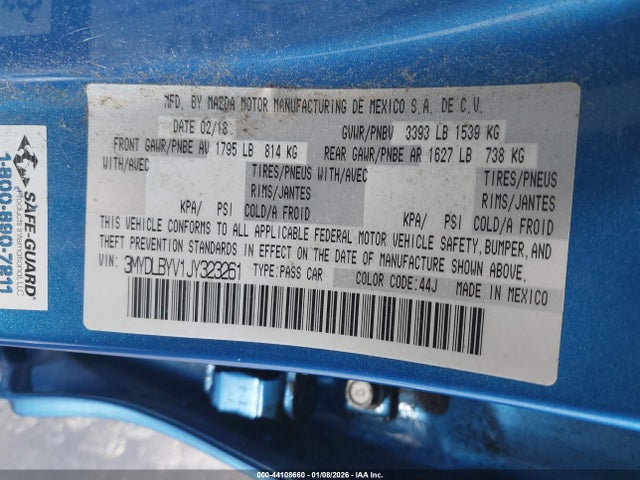 MFD. BY MAZDA MOTOR MANUFACTURING DE MEXICO S.A. DE C.V.
DATE 02/18 GVWR/PNBV 3393 LB 1539 KG
FRONT GAWR/PNBE AV 1795 LB 814 KG REAR GAWR/PNBE AR 1627 LB 738 KG
WITH/AVEC TIRES/PNEUS WITH/AVEC TIRES/PNEUS
RIMS/JANTES RIMS/JANTES
KPA/ PSI COLD/A FROID KPA/ PSI COLD/A FROID
THIS VEHICLE CONFORMS TO ALL APPLICABLE FEDERAL MOTOR VEHICLE SAFETY, BUMPER, AND
THEFT PREVENTION STANDARDS IN EFFECT ON THE DATE OF MANUFACTURE SHOWN ABOVE.
VIN: 3MYDLBYV1JY323261 TYPE:PASS CAR COLOR CODE:44J MADE IN MEXICO
SAFE-GUARD
Products International, LLC
1-800-890-7811
000-44108660 - 01/08/2026 - IAA Inc.